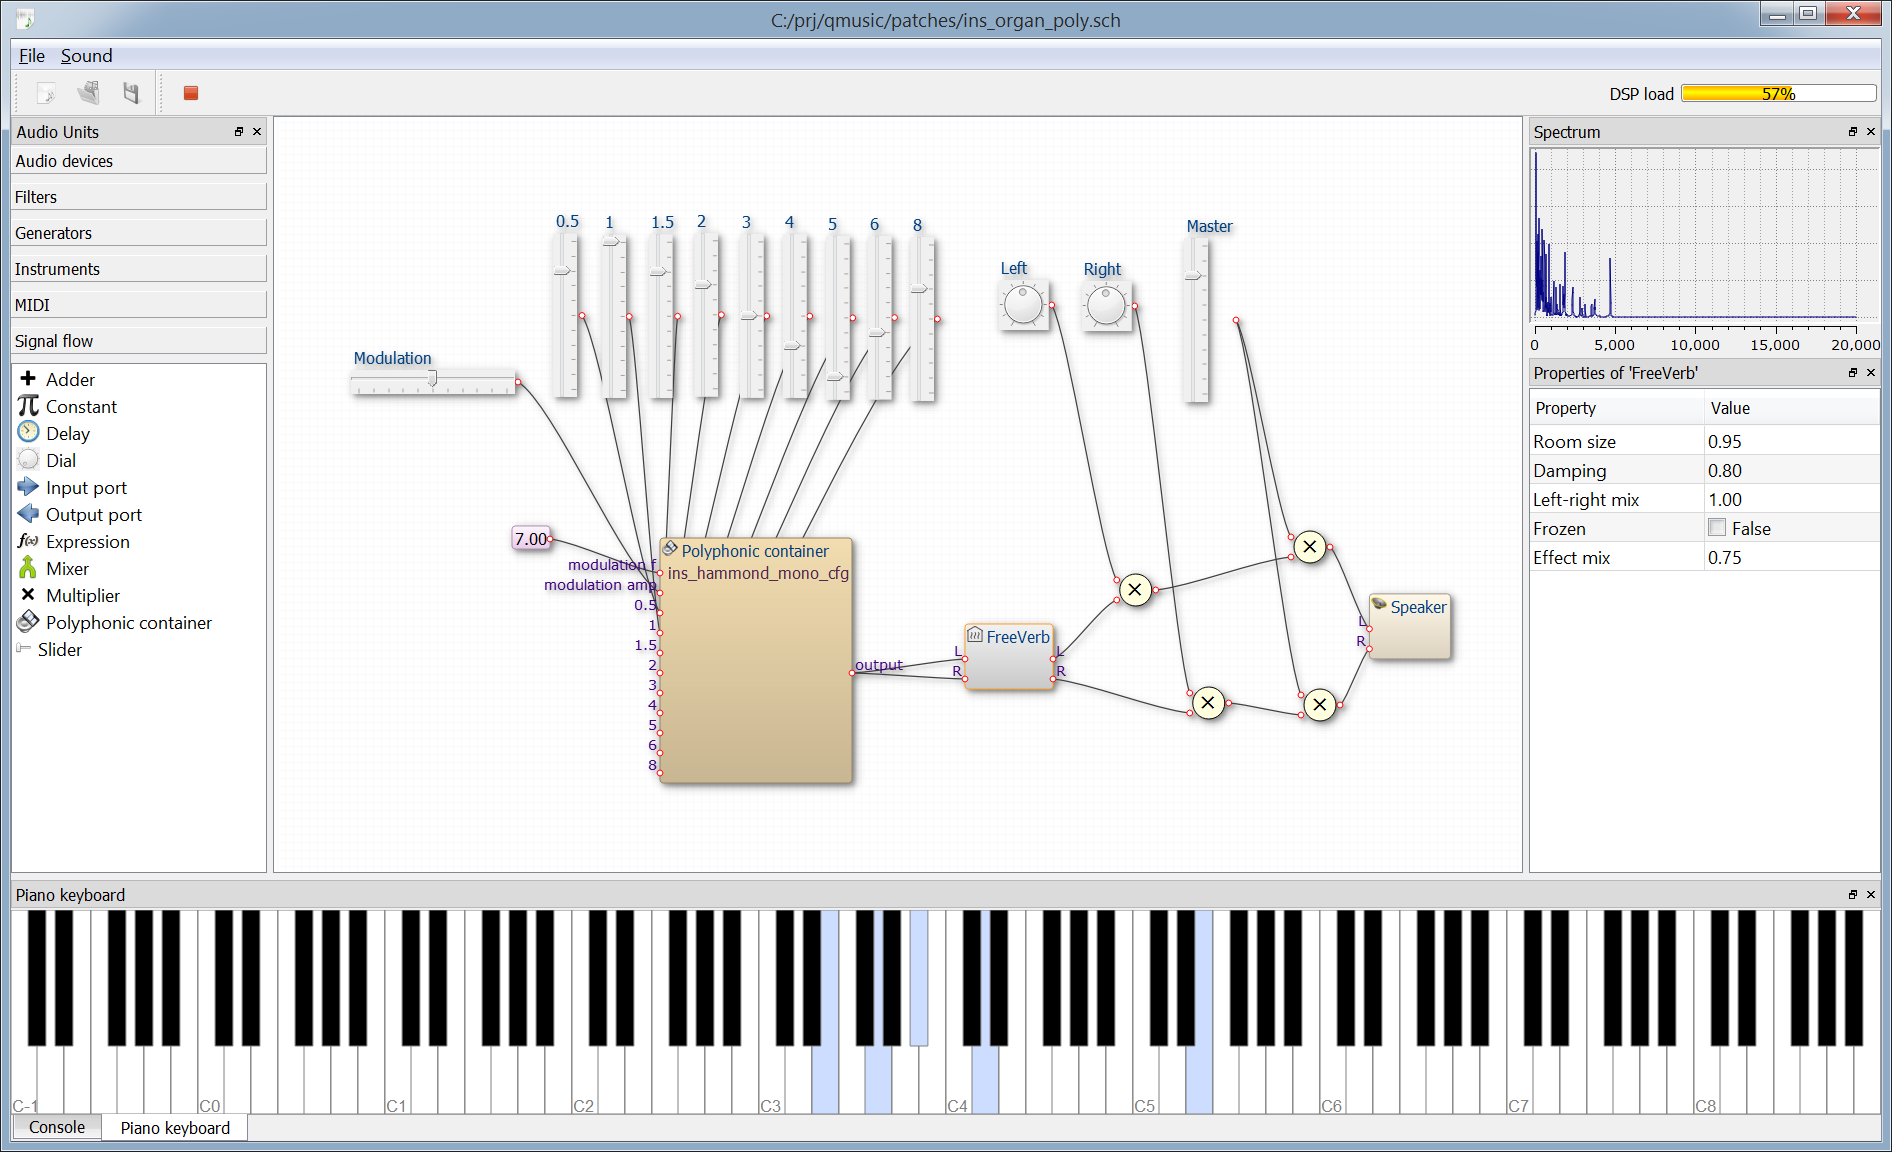 C:/prj/qmusic/patches/ins_organ_poly.sch
File Sound
DSP load 57%
Audio Units
Audio devices
Filters
Generators
Instruments
MIDI
Signal flow
Adder
Constant
Delay
Dial
Input port
Output port
Expression
Mixer
Multiplier
Polyphonic container
Slider
0.5 1 1.5 2 3 4 5 6 8
Master
Left Right
Modulation
7.00
Polyphonic container
ins_hammond_mono_cfg
modulation f
modulation amp
0.5
1
1.5
2
3
4
5
6
8
output
FreeVerb
L L
R R
Speaker
L
R
Spectrum
0 5,000 10,000 15,000 20,000
Properties of 'FreeVerb'
Property Value
Room size 0.95
Damping 0.80
Left-right mix 1.00
Frozen False
Effect mix 0.75
Piano keyboard
C-1 C0 C1 C2 C3 C4 C5 C6 C7 C8
Console Piano keyboard